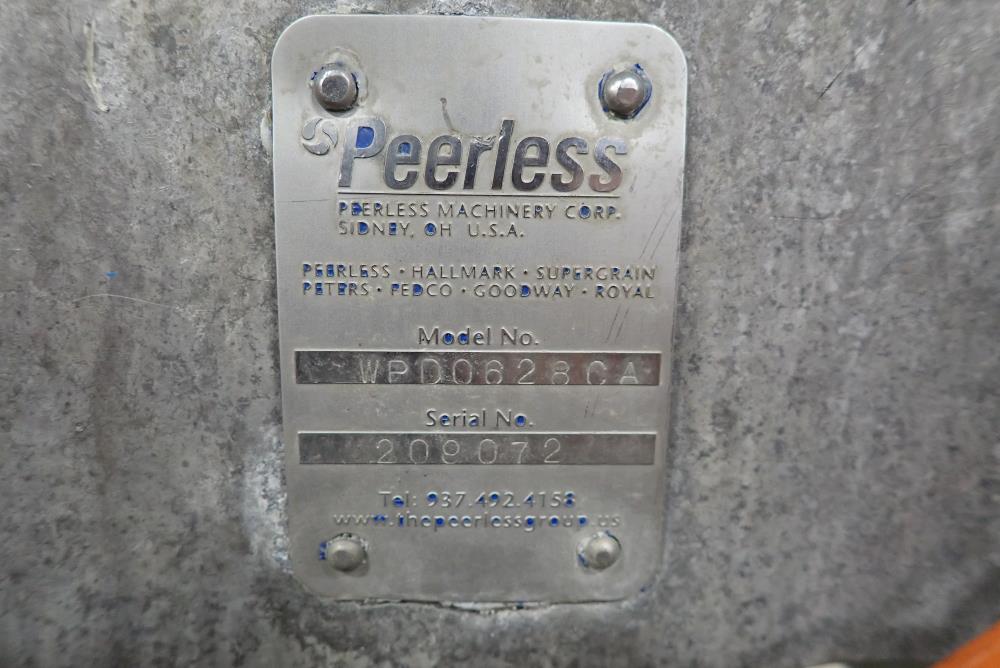 Peerless
PEERLESS MACHINERY CORP.
SIDNEY, OH U.S.A.
PEERLESS · HALLMARK · SUPERGRAIN
PETERS · PEDCO · GOODWAY · ROYAL
Model No.
WPD0628CA
Serial No.
209072
Tel: 937.492.4158
www.thepeerlessgroup.us